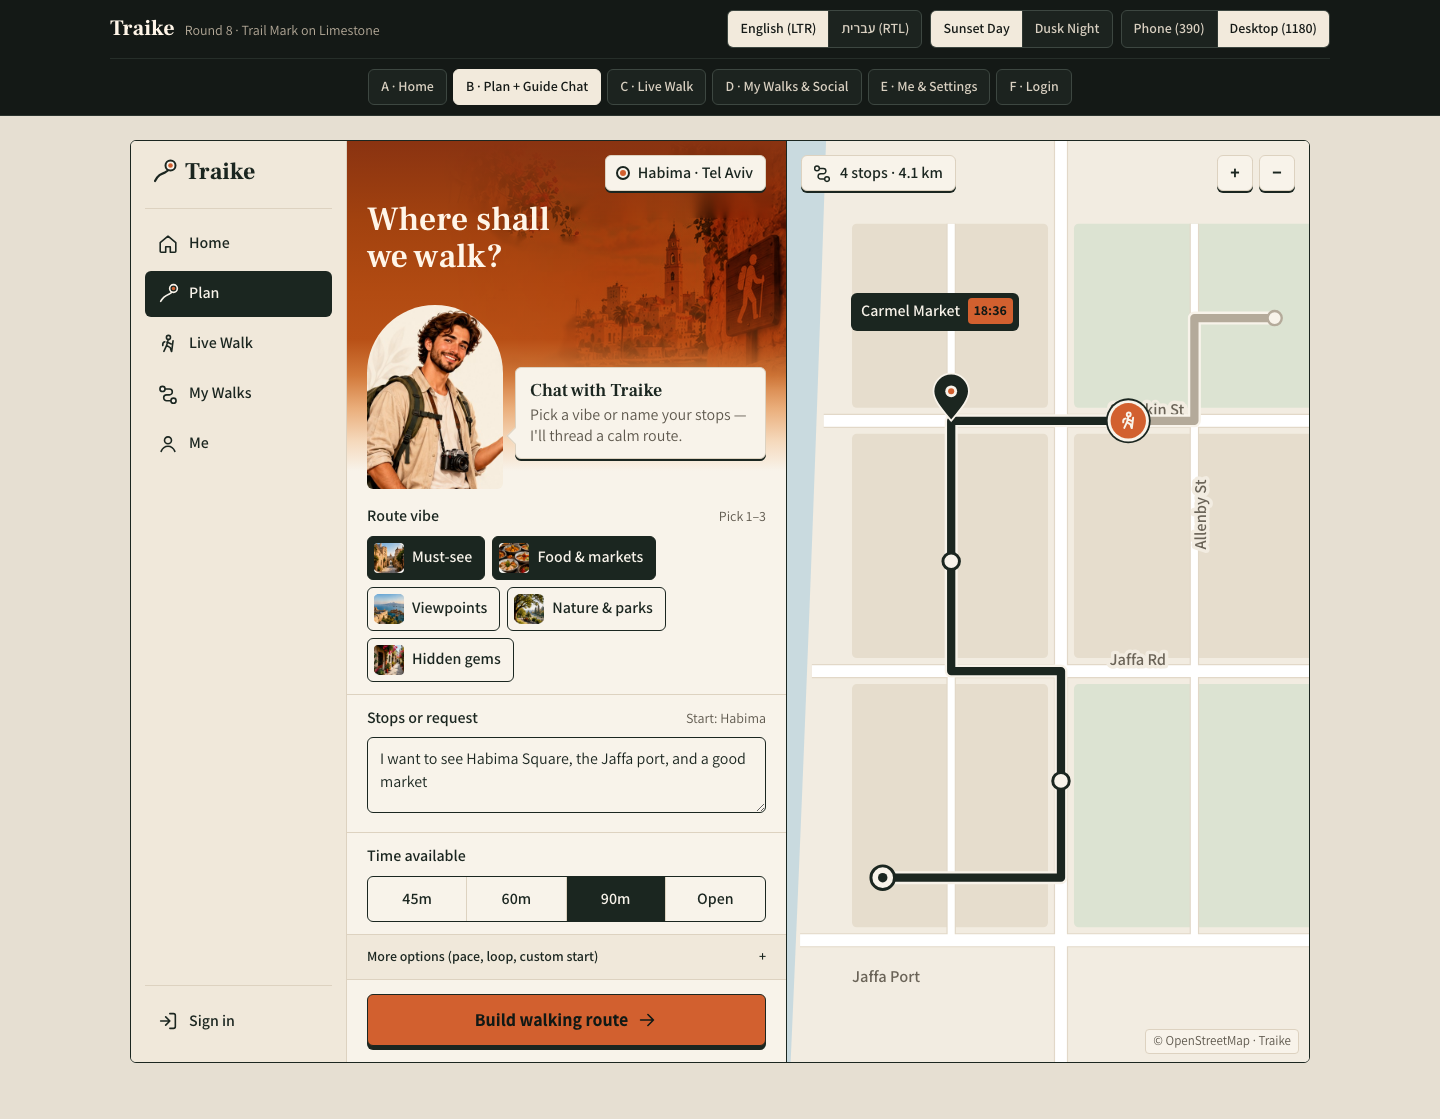 Traike
Round 8 · Trail Mark on Limestone
English (LTR)
עברית (RTL)
Sunset Day
Dusk Night
Phone (390)
Desktop (1180)
A · Home
B · Plan + Guide Chat
C · Live Walk
D · My Walks & Social
E · Me & Settings
F · Login
Traike
Home
Plan
Live Walk
My Walks
Me
Sign in
Habima · Tel Aviv
Where shall
we walk?
Chat with Traike
Pick a vibe or name your stops —
I'll thread a calm route.
Route vibe
Pick 1–3
Must-see
Food & markets
Viewpoints
Nature & parks
Hidden gems
Stops or request
Start: Habima
I want to see Habima Square, the Jaffa port, and a good
market
Time available
45m
60m
90m
Open
More options (pace, loop, custom start)
+
Build walking route →
4 stops · 4.1 km
+
−
Carmel Market 18:36
St
Allenby St
Jaffa Rd
Jaffa Port
© OpenStreetMap · Traike